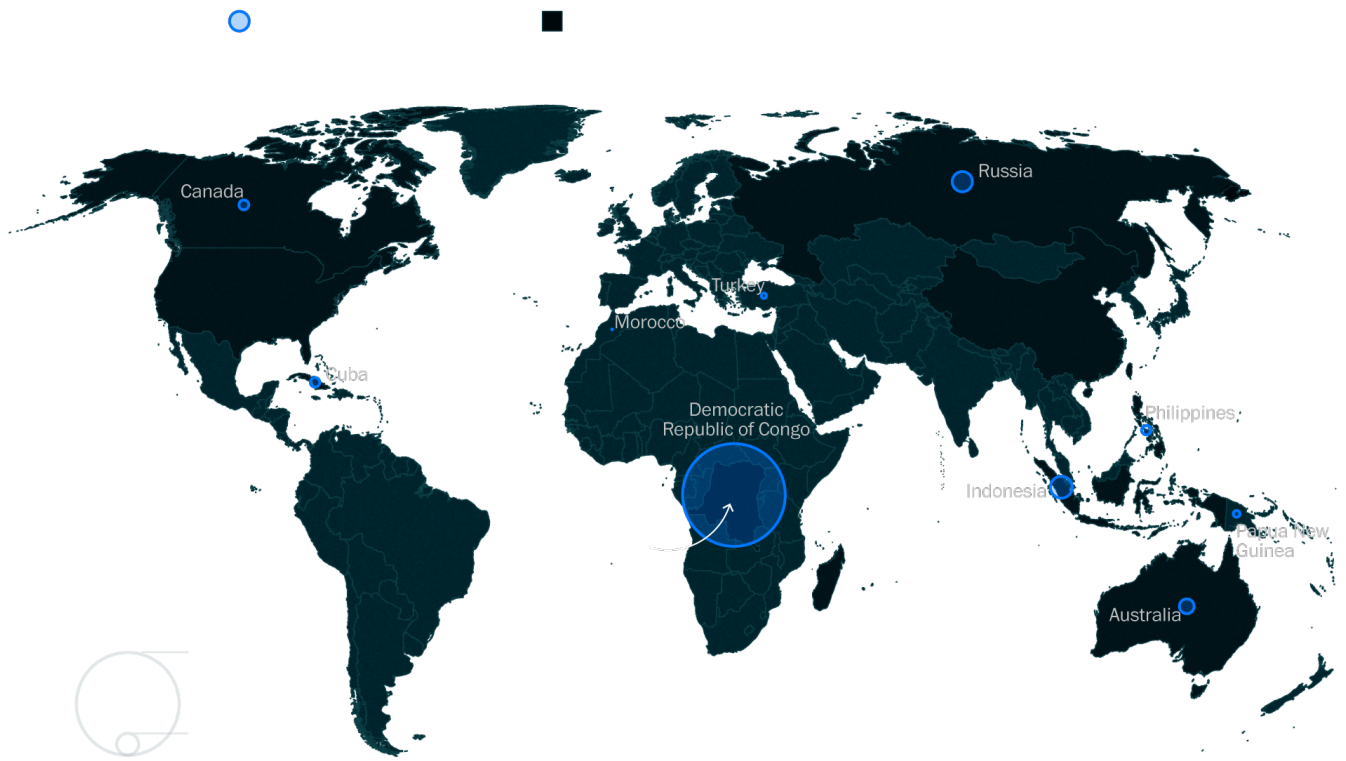 Russia
Canada
Turkey
Morocco
Cuba
Democratic
Republic of Congo
Philippines
Indonesia
Papua New
Guinea
Australia